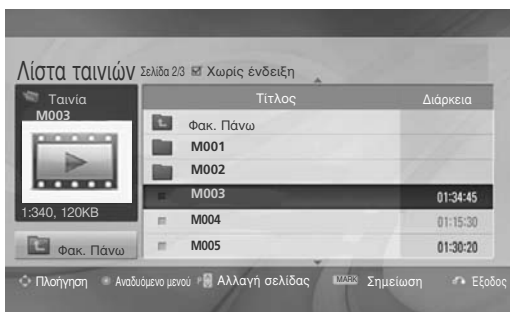 Λίστα ταινιών Σελίδα 2/3 Χωρίς ένδειξη
Ταινία
M003
1:340, 120KB
Φακ. Πάνω
Τίτλος Διάρκεια
Φακ. Πάνω
M001
M002
M003 01:34:45
M004 01:15:30
M005 01:30:20
Πλοήγηση Αναδυόμενο μενού P Αλλαγή σελίδας MARK Σημείωση Έξοδος